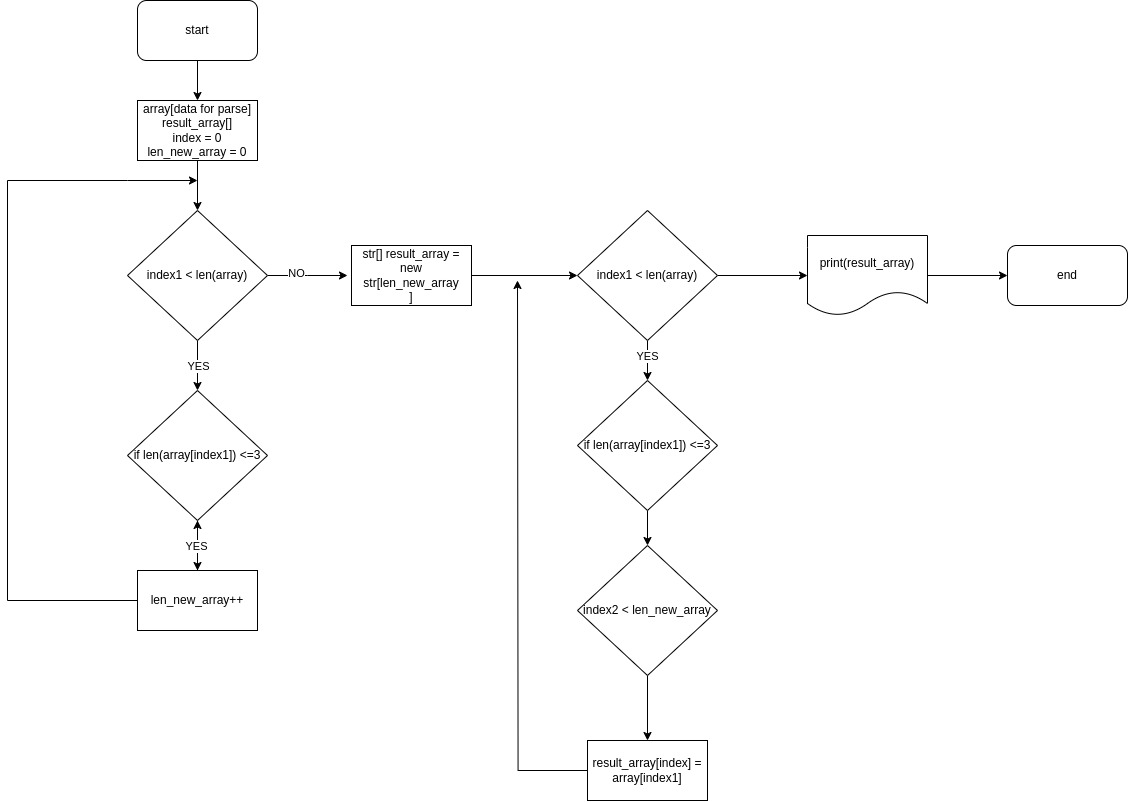 start
array[data for parse]
result_array[]
index = 0
len_new_array = 0
index1 < len(array)
NO
YES
if len(array[index1]) <=3
YES
len_new_array++
str[] result_array =
new
str[len_new_array
]
index1 < len(array)
YES
if len(array[index1]) <=3
index2 < len_new_array
result_array[index] =
array[index1]
print(result_array)
end